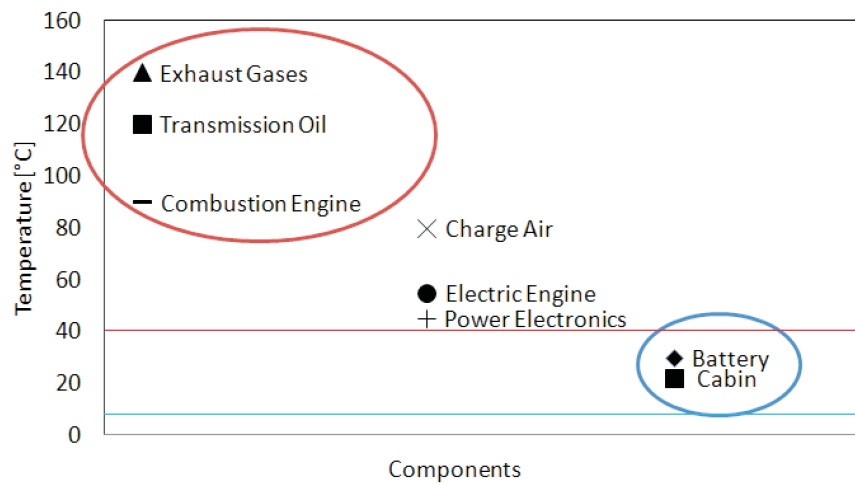 160
140
120
100
80
60
40
20
0
Temperature [°C]
Exhaust Gases
Transmission Oil
Combustion Engine
Charge Air
Electric Engine
Power Electronics
Battery
Cabin
Components